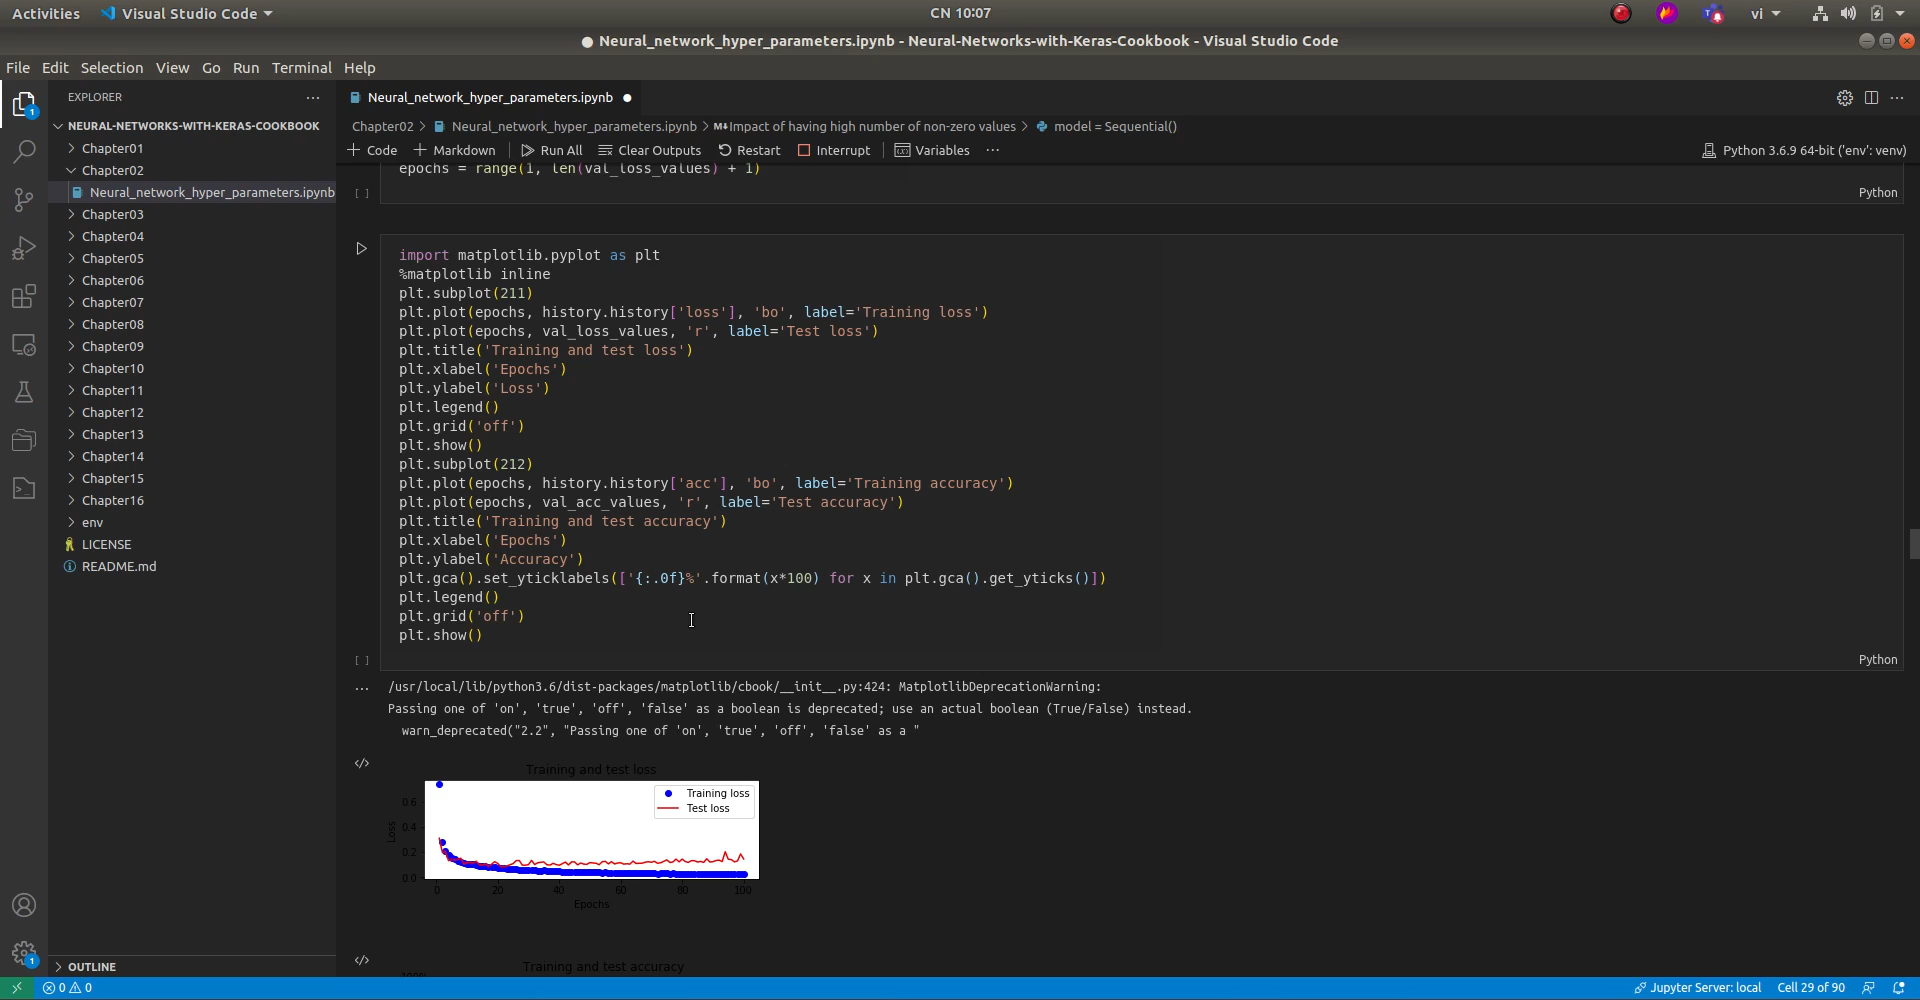 Activities
Visual Studio Code
CN 10:07
vi
Neural_network_hyper_parameters.ipynb - Neural-Networks-with-Keras-Cookbook - Visual Studio Code
File Edit Selection View Go Run Terminal Help
EXPLORER
NEURAL-NETWORKS-WITH-KERAS-COOKBOOK
Chapter01
Chapter02
Neural_network_hyper_parameters.ipynb
Chapter03
Chapter04
Chapter05
Chapter06
Chapter07
Chapter08
Chapter09
Chapter10
Chapter11
Chapter12
Chapter13
Chapter14
Chapter15
Chapter16
env
LICENSE
README.md
OUTLINE
1
1
Neural_network_hyper_parameters.ipynb
Chapter02 > Neural_network_hyper_parameters.ipynb > M↓Impact of having high number of non-zero values > model = Sequential()
+ Code + Markdown Run All Clear Outputs Restart Interrupt Variables ...
Python 3.6.9 64-bit ('env': venv)
epochs = range(1, len(val_loss_values) + 1)
[ ]
Python
import matplotlib.pyplot as plt
%matplotlib inline
plt.subplot(211)
plt.plot(epochs, history.history['loss'], 'bo', label='Training loss')
plt.plot(epochs, val_loss_values, 'r', label='Test loss')
plt.title('Training and test loss')
plt.xlabel('Epochs')
plt.ylabel('Loss')
plt.legend()
plt.grid('off')
plt.show()
plt.subplot(212)
plt.plot(epochs, history.history['acc'], 'bo', label='Training accuracy')
plt.plot(epochs, val_acc_values, 'r', label='Test accuracy')
plt.title('Training and test accuracy')
plt.xlabel('Epochs')
plt.ylabel('Accuracy')
plt.gca().set_yticklabels(['{:.0f}%'.format(x*100) for x in plt.gca().get_yticks()])
plt.legend()
plt.grid('off')
plt.show()
[ ]
Python
/usr/local/lib/python3.6/dist-packages/matplotlib/cbook/__init__.py:424: MatplotlibDeprecationWarning:
Passing one of 'on', 'true', 'off', 'false' as a boolean is deprecated; use an actual boolean (True/False) instead.
warn_deprecated("2.2", "Passing one of 'on', 'true', 'off', 'false' as a "
Training and test loss
Training loss
Test loss
0.6
0.4
0.2
0.0
Loss
0 20 40 60 80 100
Epochs
Training and test accuracy
100%
0 0
Jupyter Server: local
Cell 29 of 90